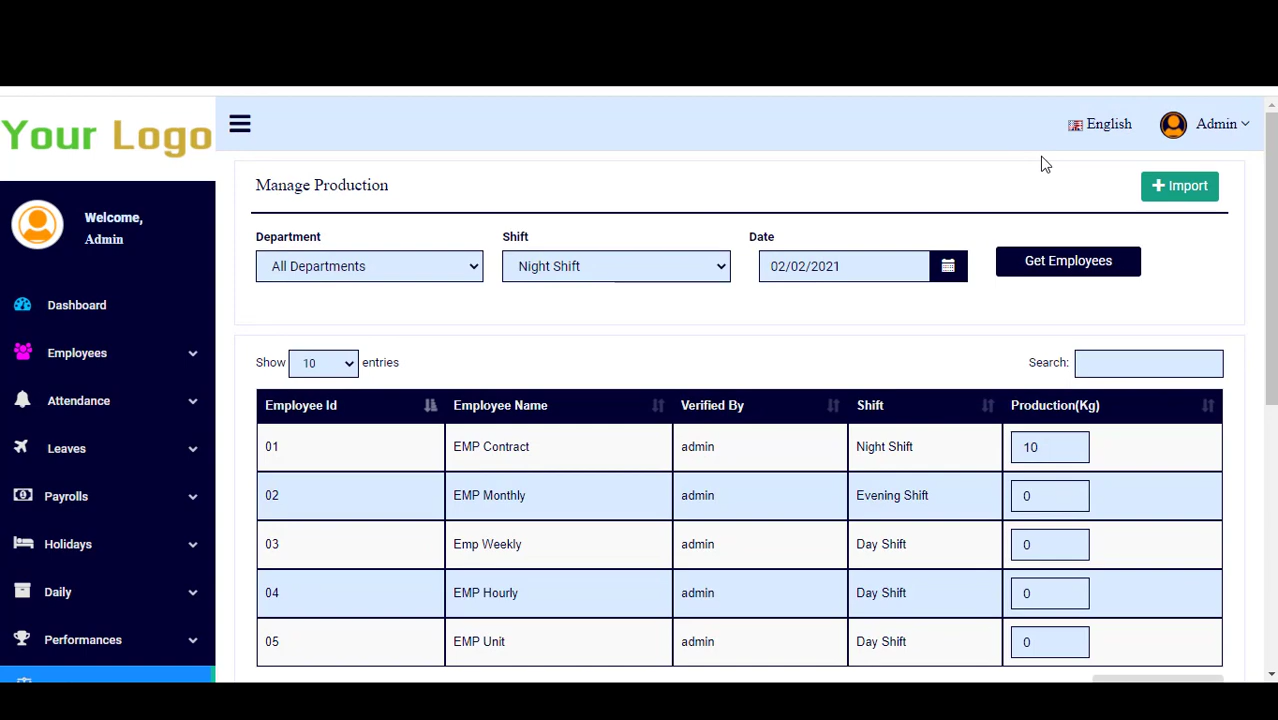 Your Logo
English
Admin
Welcome,
Admin
Manage Production
Import
Department
Shift
Date
All Departments
Night Shift
02/02/2021
Get Employees
Dashboard
Employees
Attendance
Leaves
Payrolls
Holidays
Daily
Performances
Show 10 entries
Search:
Employee Id Employee Name Verified By Shift Production(Kg)
01 EMP Contract admin Night Shift 10
02 EMP Monthly admin Evening Shift 0
03 Emp Weekly admin Day Shift 0
04 EMP Hourly admin Day Shift 0
05 EMP Unit admin Day Shift 0